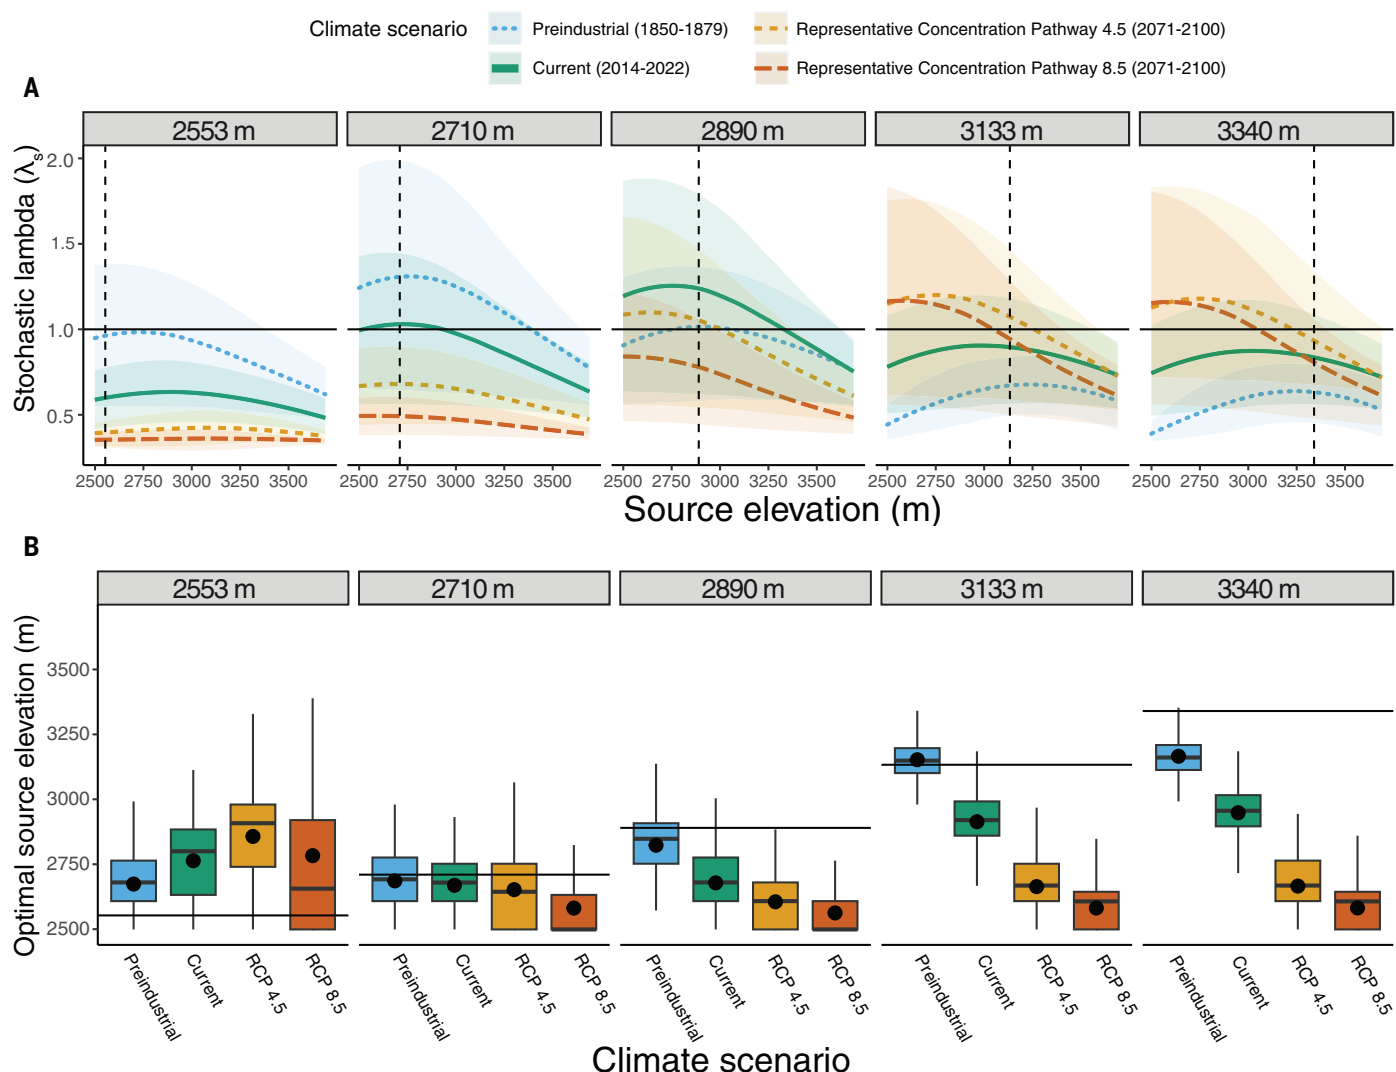 Climate scenario
Preindustrial (1850-1879)
Representative Concentration Pathway 4.5 (2071-2100)
Current (2014-2022)
Representative Concentration Pathway 8.5 (2071-2100)
A
2553 m 2710 m 2890 m 3133 m 3340 m
Stochastic lambda (λs)
2.0
1.5
1.0
0.5
2500 2750 3000 3250 3500 2500 2750 3000 3250 3500 2500 2750 3000 3250 3500 2500 2750 3000 3250 3500 2500 2750 3000 3250 3500
Source elevation (m)
B
2553 m 2710 m 2890 m 3133 m 3340 m
Optimal source elevation (m)
3500
3250
3000
2750
2500
Preindustrial Current RCP 4.5 RCP 8.5 Preindustrial Current RCP 4.5 RCP 8.5 Preindustrial Current RCP 4.5 RCP 8.5 Preindustrial Current RCP 4.5 RCP 8.5 Preindustrial Current RCP 4.5 RCP 8.5
Climate scenario